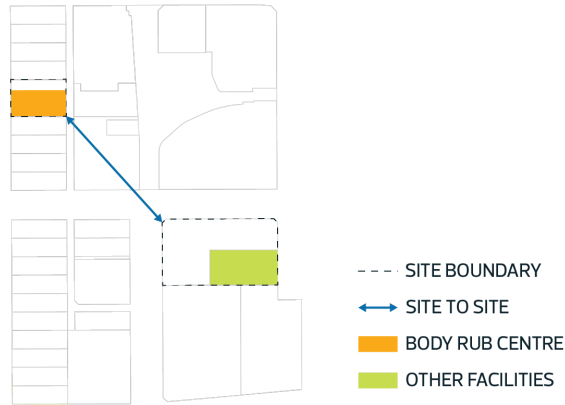 SITE BOUNDARY
SITE TO SITE
BODY RUB CENTRE
OTHER FACILITIES